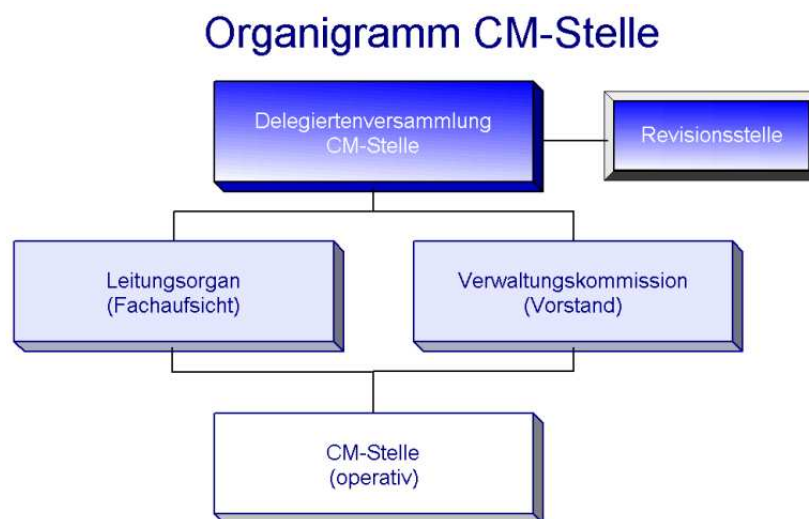 Organigramm CM-Stelle
Delegiertenversammlung
CM-Stelle
Revisionsstelle
Leitungsorgan
(Fachaufsicht)
Verwaltungskommission
(Vorstand)
CM-Stelle
(operativ)